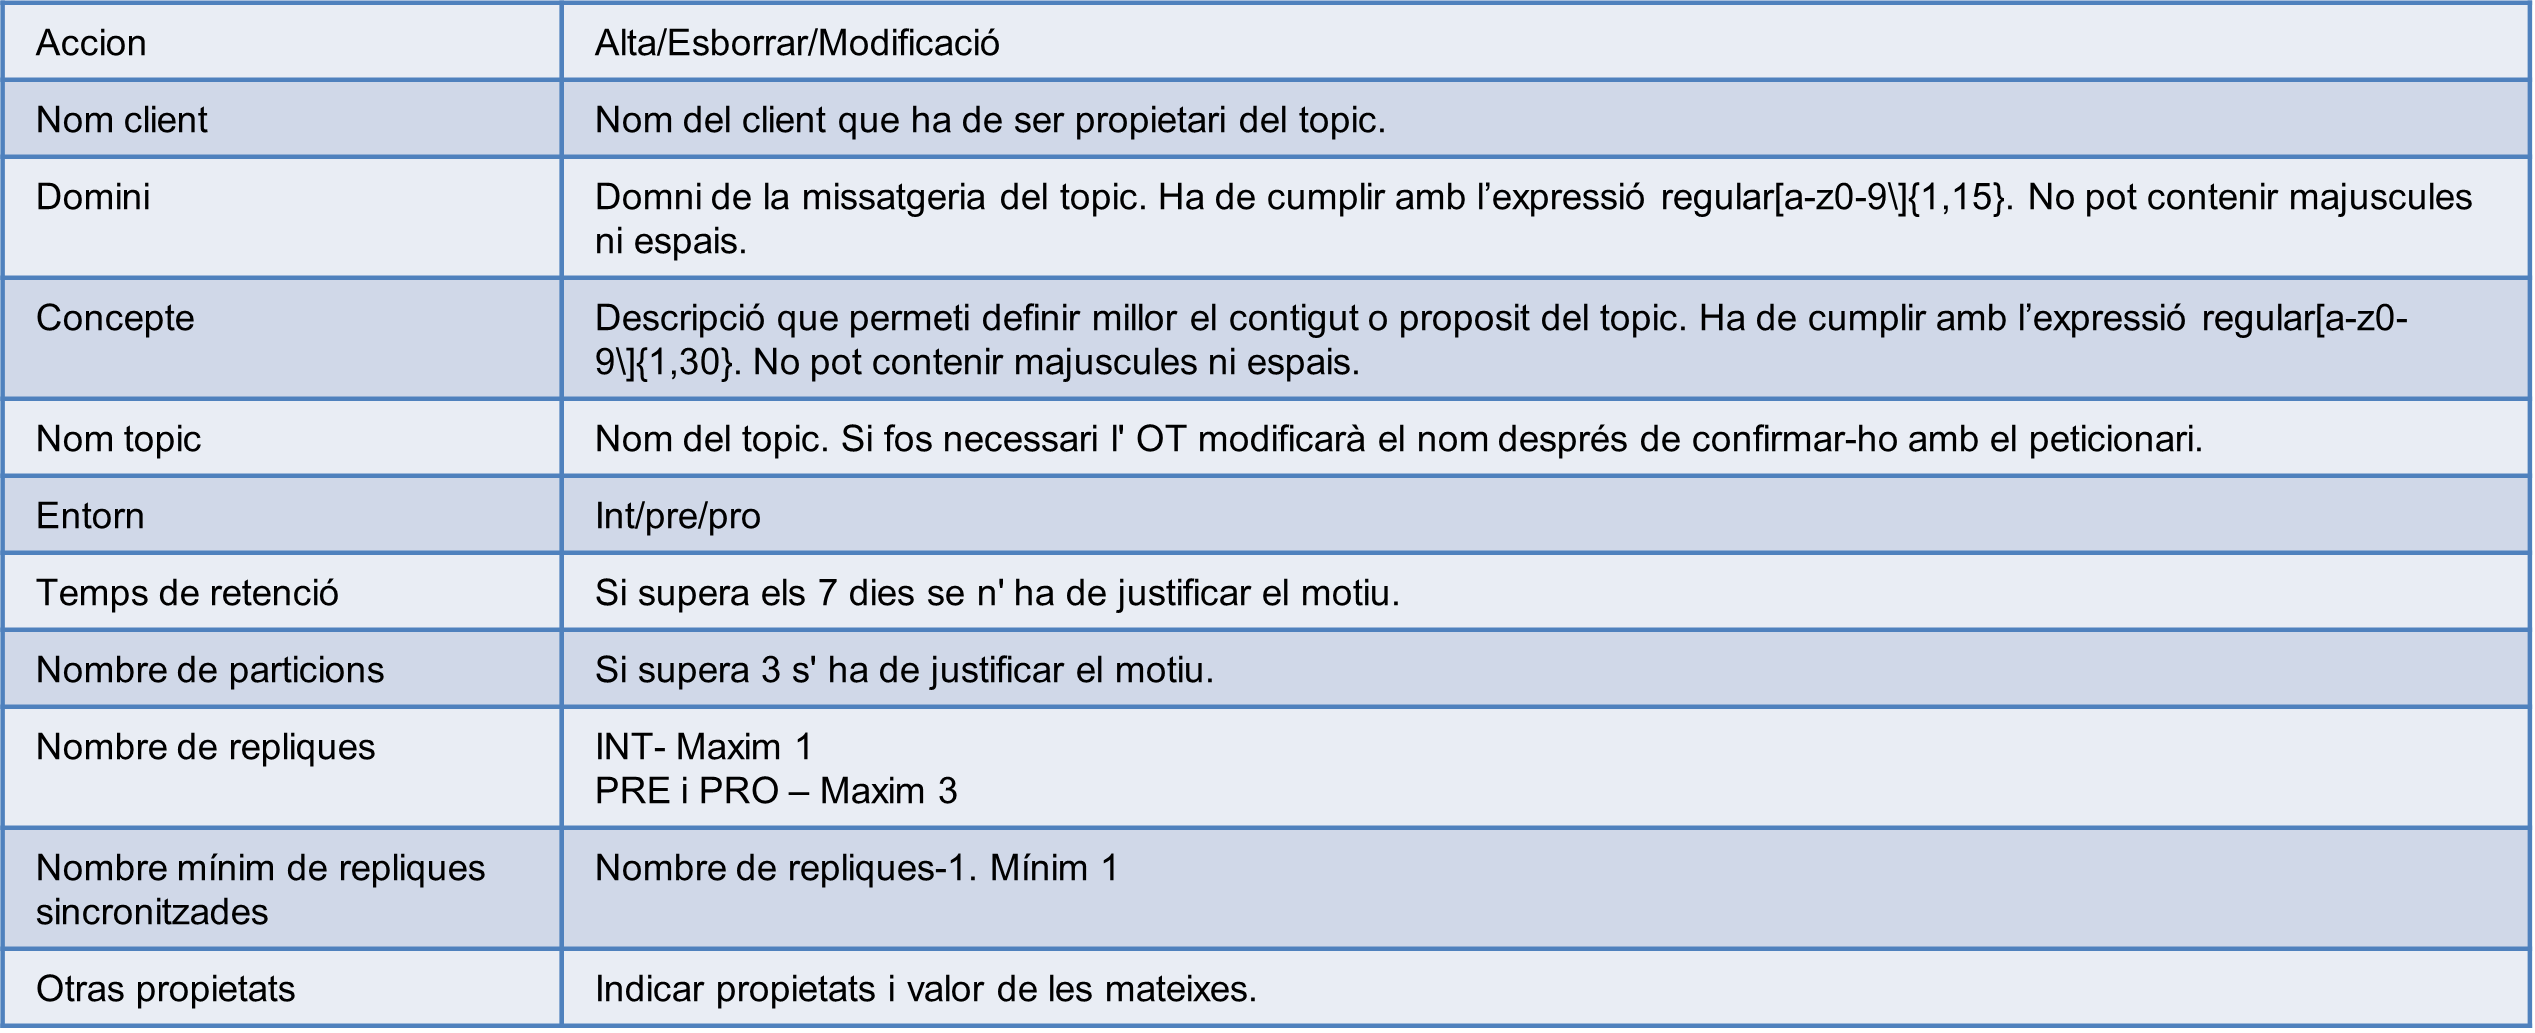 Accion
Alta/Esborrar/Modificació
Nom client
Nom del client que ha de ser propietari del topic.
Domini
Domni de la missatgeria del topic. Ha de cumplir amb l’expressió regular[a-z0-9\]{1,15}. No pot contenir majuscules
ni espais.
Concepte
Descripció que permeti definir millor el contigut o proposit del topic. Ha de cumplir amb l’expressió regular[a-z0-
9\]{1,30}. No pot contenir majuscules ni espais.
Nom topic
Nom del topic. Si fos necessari l' OT modificarà el nom després de confirmar-ho amb el peticionari.
Entorn
Int/pre/pro
Temps de retenció
Si supera els 7 dies se n' ha de justificar el motiu.
Nombre de particions
Si supera 3 s' ha de justificar el motiu.
Nombre de repliques
INT- Maxim 1
PRE i PRO – Maxim 3
Nombre mínim de repliques
sincronitzades
Nombre de repliques-1. Mínim 1
Otras propietats
Indicar propietats i valor de les mateixes.